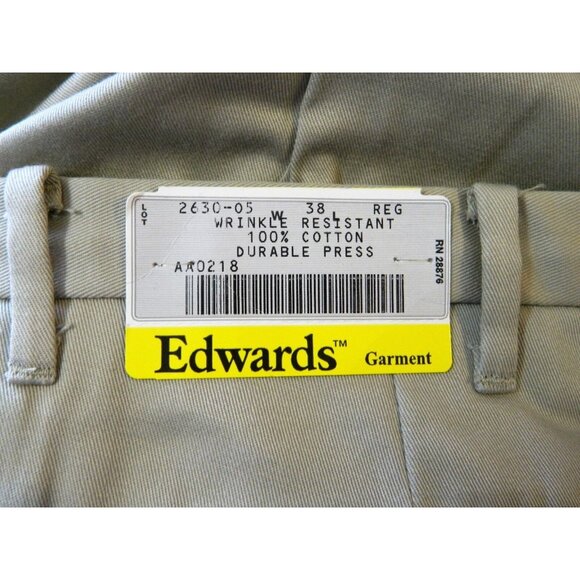 LOT 2630-05 W 38 L REG
WRINKLE RESISTANT
100% COTTON
DURABLE PRESS
AA0218
RN 28876
Edwards™ Garment